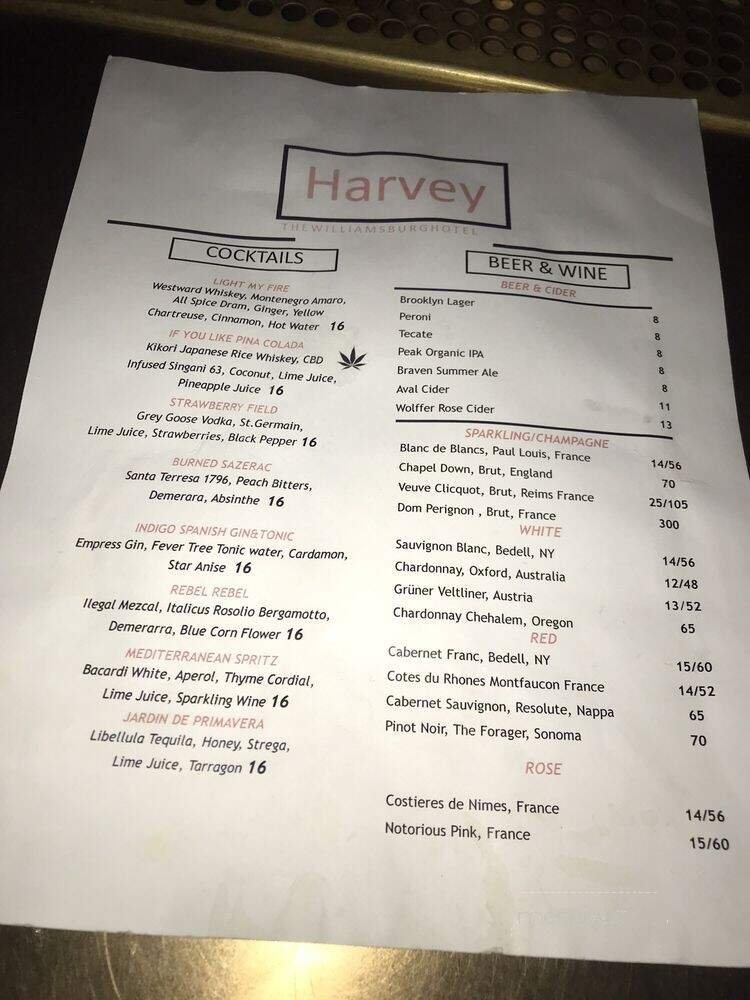 Harvey
THEWILLIAMSBURGHOTEL
COCKTAILS
LIGHT MY FIRE
Westward Whiskey, Montenegro Amaro,
All Spice Dram, Ginger, Yellow
Chartreuse, Cinnamon, Hot Water 16
IF YOU LIKE PINA COLADA
Kikori Japanese Rice Whiskey, CBD
Infused Singani 63, Coconut, Lime Juice,
Pineapple Juice 16
STRAWBERRY FIELD
Grey Goose Vodka, St.Germain,
Lime Juice, Strawberries, Black Pepper 16
BURNED SAZERAC
Santa Terresa 1796, Peach Bitters,
Demerara, Absinthe 16
INDIGO SPANISH GIN&TONIC
Empress Gin, Fever Tree Tonic water, Cardamon,
Star Anise 16
REBEL REBEL
Ilegal Mezcal, Italicus Rosolio Bergamotto,
Demerarra, Blue Corn Flower 16
MEDITERRANEAN SPRITZ
Bacardi White, Aperol, Thyme Cordial,
Lime Juice, Sparkling Wine 16
JARDIN DE PRIMAVERA
Libellula Tequila, Honey, Strega,
Lime Juice, Tarragon 16
BEER & WINE
BEER & CIDER
Brooklyn Lager 8
Peroni 8
Tecate 8
Peak Organic IPA 8
Braven Summer Ale 8
Aval Cider 11
Wolffer Rose Cider 13
SPARKLING/CHAMPAGNE
Blanc de Blancs, Paul Louis, France 14/56
Chapel Down, Brut, England 70
Veuve Clicquot, Brut, Reims France 25/105
Dom Perignon , Brut, France 300
WHITE
Sauvignon Blanc, Bedell, NY 14/56
Chardonnay, Oxford, Australia 12/48
Grüner Veltliner, Austria 13/52
Chardonnay Chehalem, Oregon 65
RED
Cabernet Franc, Bedell, NY 15/60
Cotes du Rhones Montfaucon France 14/52
Cabernet Sauvignon, Resolute, Nappa 65
Pinot Noir, The Forager, Sonoma 70
ROSE
Costieres de Nimes, France 14/56
Notorious Pink, France 15/60